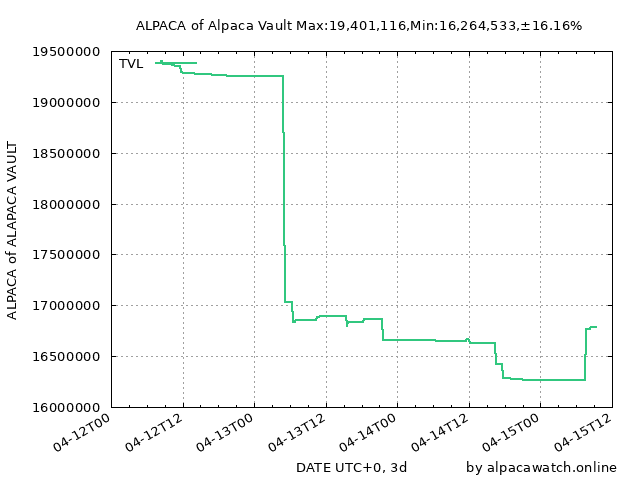 ALPACA of Alpaca Vault Max:19,401,116,Min:16,264,533,±16.16%
ALPACA of ALAPACA VAULT
TVL
19500000
19000000
18500000
18000000
17500000
17000000
16500000
16000000
04-12T00
04-12T12
04-13T00
04-13T12
04-14T00
04-14T12
04-15T00
04-15T12
DATE UTC+0, 3d
by alpacawatch.online